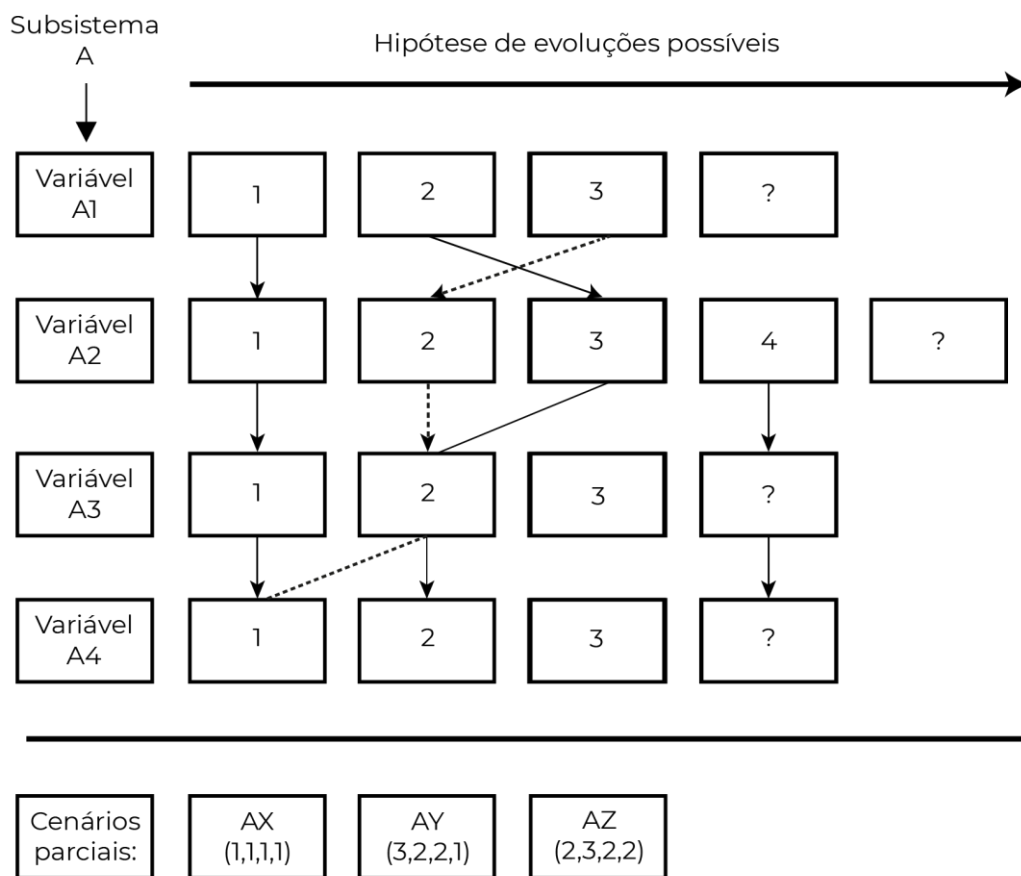 Subsistema
A
Hipótese de evoluções possíveis
Variável
A1
1
2
3
?
Variável
A2
1
2
3
4
?
Variável
A3
1
2
3
?
Variável
A4
1
2
3
?
Cenários
parciais:
AX
(1,1,1,1)
AY
(3,2,2,1)
AZ
(2,3,2,2)